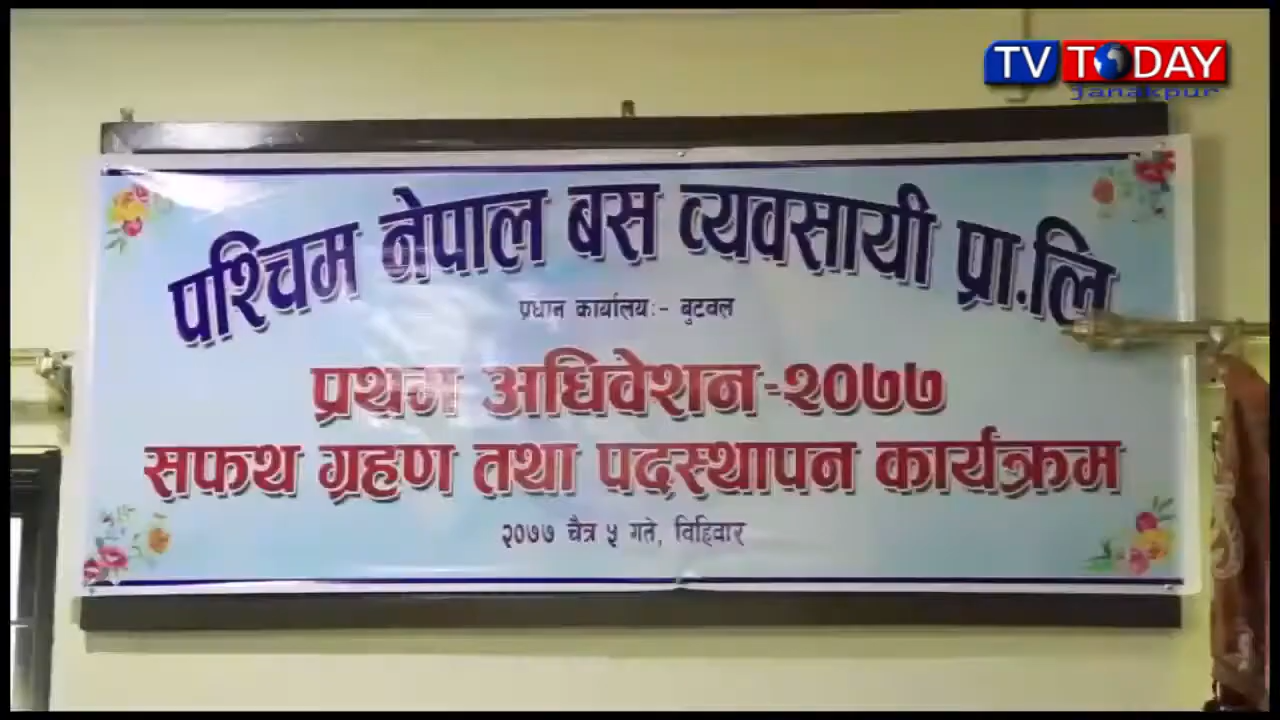 TV TODAY
janakpur
पश्चिम नेपाल बस व्यवसायी प्रा.लि
प्रधान कार्यालय:- बुटवल
प्रथम अधिवेशन-२०७७
सफथ ग्रहण तथा पदस्थापन कार्यक्रम
२०७७ चैत्र ५ गते, विहिवार